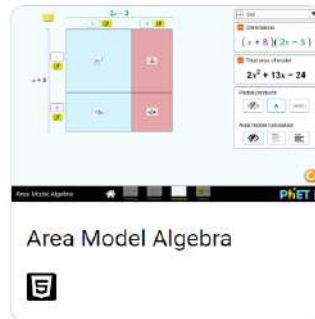 2x - 3
Dimensions
x + 8
(x + 8)(2x - 3)
Total area of model
2x² + 13x - 24
Partial products
A
Area model calculation
Area Model Algebra
PhET
Area Model Algebra